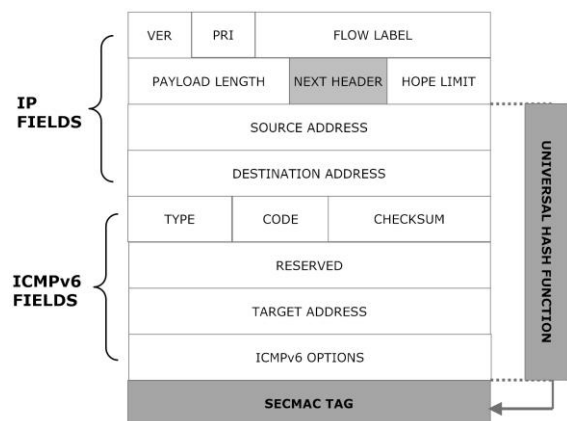 VER PRI FLOW LABEL
PAYLOAD LENGTH NEXT HEADER HOPE LIMIT
IP
FIELDS
SOURCE ADDRESS
DESTINATION ADDRESS
TYPE CODE CHECKSUM
ICMPv6
FIELDS
RESERVED
TARGET ADDRESS
ICMPv6 OPTIONS
SECMAC TAG
UNIVERSAL HASH FUNCTION